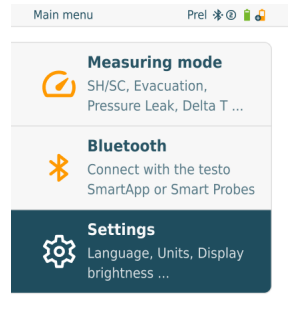 Main menu Prel
Measuring mode
SH/SC, Evacuation,
Pressure Leak, Delta T ...
Bluetooth
Connect with the testo
SmartApp or Smart Probes
Settings
Language, Units, Display
brightness ...